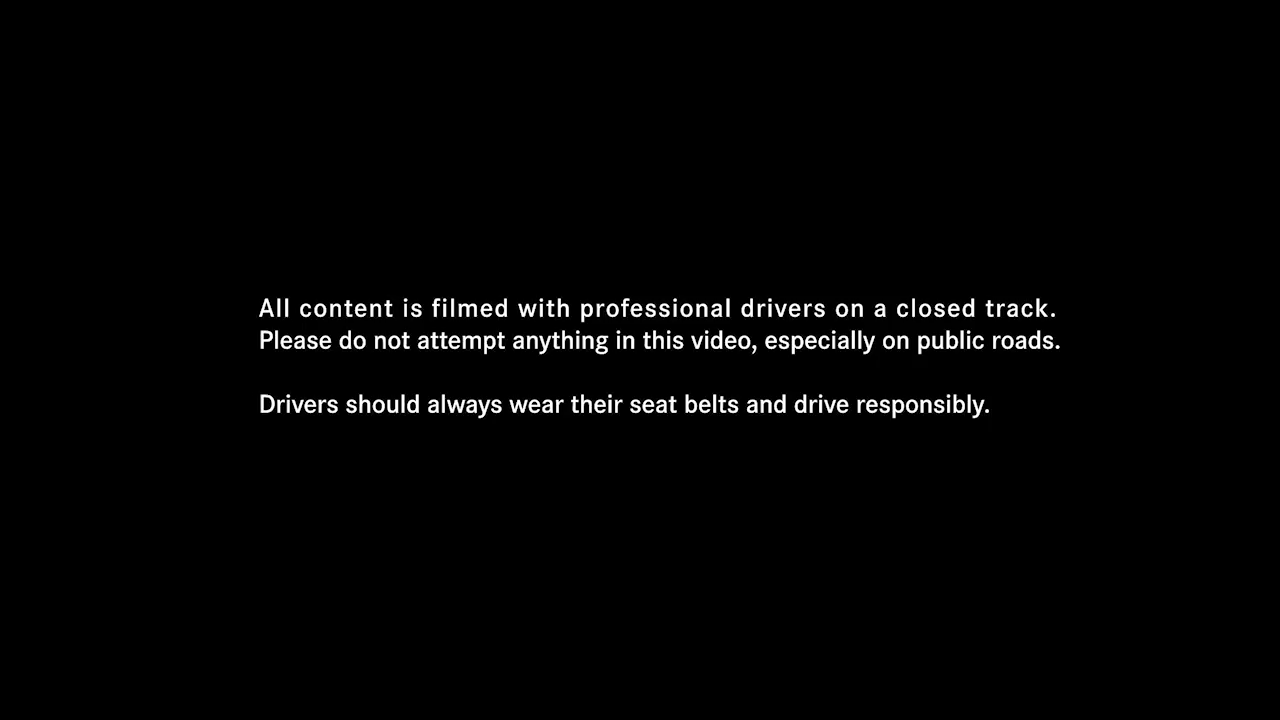 All content is filmed with professional drivers on a closed track.
Please do not attempt anything in this video, especially on public roads.
Drivers should always wear their seat belts and drive responsibly.